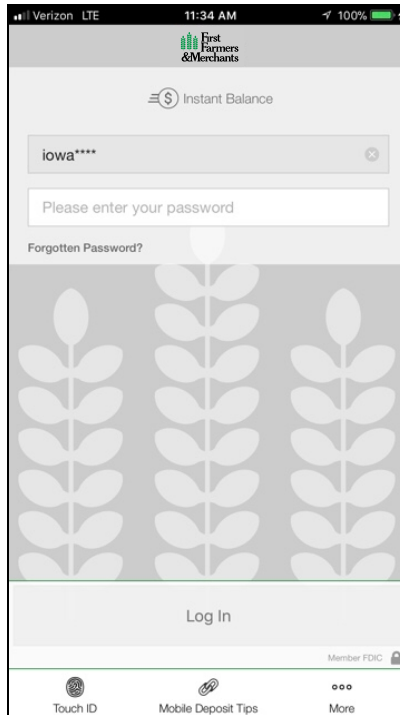 Verizon LTE 11:34 AM 100%
First
Farmers
&Merchants
Instant Balance
iowa****
Please enter your password
Forgotten Password?
Log In
Member FDIC
Touch ID Mobile Deposit Tips More